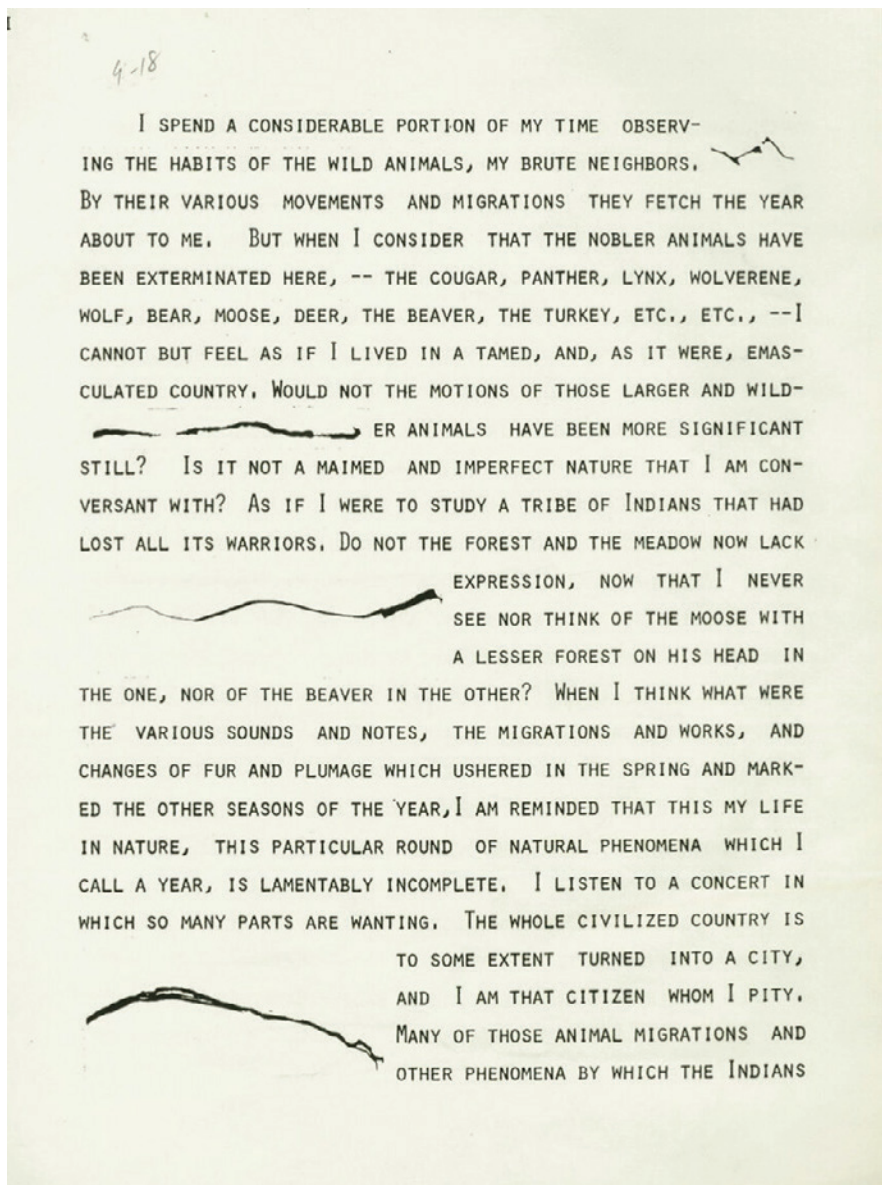 I
4-18
I SPEND A CONSIDERABLE PORTION OF MY TIME OBSERV-
ING THE HABITS OF THE WILD ANIMALS, MY BRUTE NEIGHBORS.
BY THEIR VARIOUS MOVEMENTS AND MIGRATIONS THEY FETCH THE YEAR
ABOUT TO ME. BUT WHEN I CONSIDER THAT THE NOBLER ANIMALS HAVE
BEEN EXTERMINATED HERE, -- THE COUGAR, PANTHER, LYNX, WOLVERENE,
WOLF, BEAR, MOOSE, DEER, THE BEAVER, THE TURKEY, ETC., ETC., --I
CANNOT BUT FEEL AS IF I LIVED IN A TAMED, AND, AS IT WERE, EMAS-
CULATED COUNTRY. WOULD NOT THE MOTIONS OF THOSE LARGER AND WILD-
ER ANIMALS HAVE BEEN MORE SIGNIFICANT
STILL? IS IT NOT A MAIMED AND IMPERFECT NATURE THAT I AM CON-
VERSANT WITH? AS IF I WERE TO STUDY A TRIBE OF INDIANS THAT HAD
LOST ALL ITS WARRIORS. DO NOT THE FOREST AND THE MEADOW NOW LACK
EXPRESSION, NOW THAT I NEVER
SEE NOR THINK OF THE MOOSE WITH
A LESSER FOREST ON HIS HEAD IN
THE ONE, NOR OF THE BEAVER IN THE OTHER? WHEN I THINK WHAT WERE
THE VARIOUS SOUNDS AND NOTES, THE MIGRATIONS AND WORKS, AND
CHANGES OF FUR AND PLUMAGE WHICH USHERED IN THE SPRING AND MARK-
ED THE OTHER SEASONS OF THE YEAR, I AM REMINDED THAT THIS MY LIFE
IN NATURE, THIS PARTICULAR ROUND OF NATURAL PHENOMENA WHICH I
CALL A YEAR, IS LAMENTABLY INCOMPLETE. I LISTEN TO A CONCERT IN
WHICH SO MANY PARTS ARE WANTING. THE WHOLE CIVILIZED COUNTRY IS
TO SOME EXTENT TURNED INTO A CITY,
AND I AM THAT CITIZEN WHOM I PITY.
MANY OF THOSE ANIMAL MIGRATIONS AND
OTHER PHENOMENA BY WHICH THE INDIANS